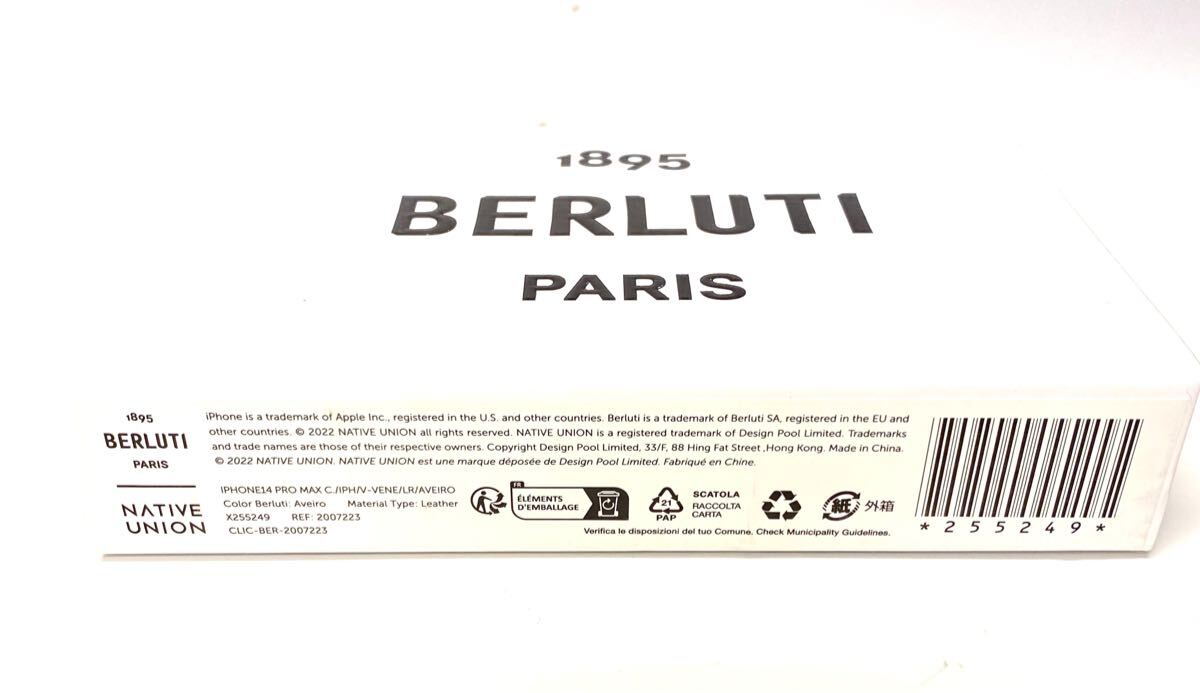 1895
BERLUTI
PARIS
1895
BERLUTI
PARIS
NATIVE
UNION
iPhone is a trademark of Apple Inc., registered in the U.S. and other countries. Berluti is a trademark of Berluti SA, registered in the EU and
other countries. © 2022 NATIVE UNION all rights reserved. NATIVE UNION is a registered trademark of Design Pool Limited. Trademarks
and trade names are those of their respective owners. Copyright Design Pool Limited, 33/F, 88 Hing Fat Street ,Hong Kong. Made in China.
© 2022 NATIVE UNION. NATIVE UNION est une marque déposée de Design Pool Limited. Fabriqué en Chine.
IPHONE14 PRO MAX C./IPH/V-VENE/LR/AVEIRO
Color Berluti: Aveiro Material Type: Leather
X255249 REF: 2007223
CLIC-BER-2007223
FR
ÉLÉMENTS
D'EMBALLAGE
21
PAP
SCATOLA
RACCOLTA
CARTA
紙 外箱
Verifica le disposizioni del tuo Comune. Check Municipality Guidelines.
*255249*